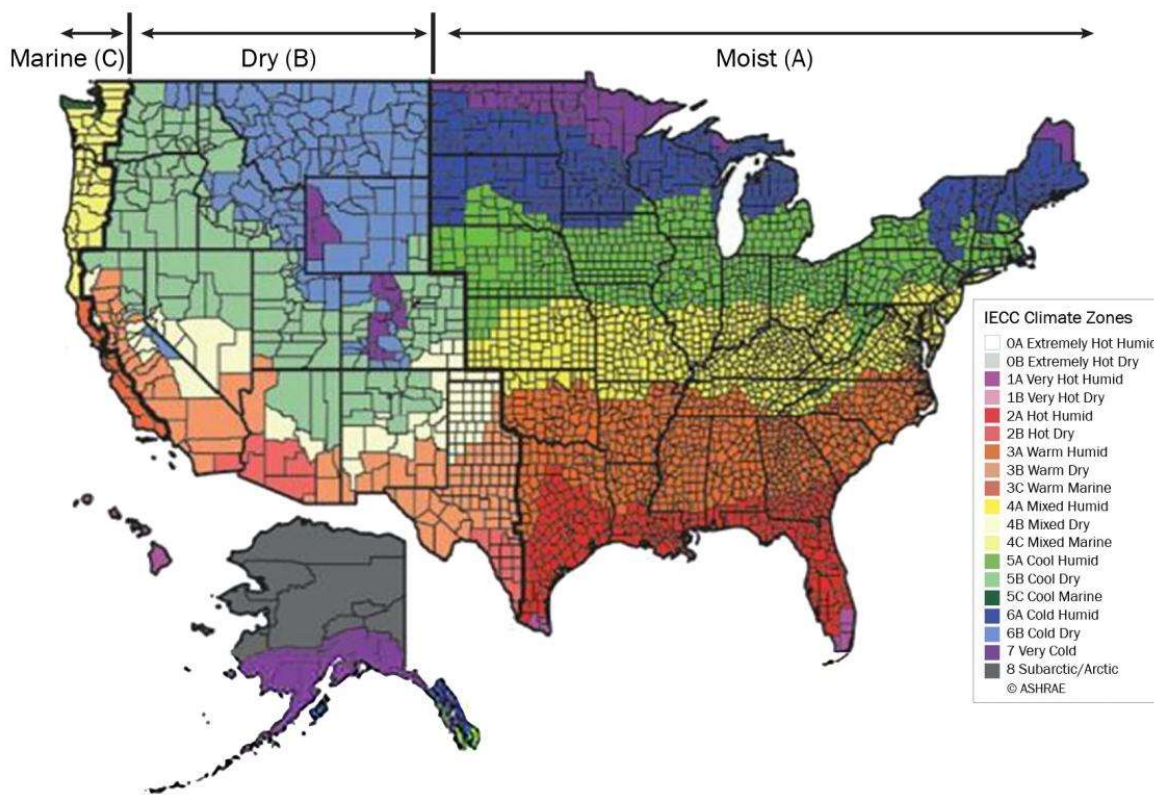 Marine (C)
Dry (B)
Moist (A)
IECC Climate Zones
0A Extremely Hot Humid
0B Extremely Hot Dry
1A Very Hot Humid
1B Very Hot Dry
2A Hot Humid
2B Hot Dry
3A Warm Humid
3B Warm Dry
3C Warm Marine
4A Mixed Humid
4B Mixed Dry
4C Mixed Marine
5A Cool Humid
5B Cool Dry
5C Cool Marine
6A Cold Humid
6B Cold Dry
7 Very Cold
8 Subarctic/Arctic
© ASHRAE